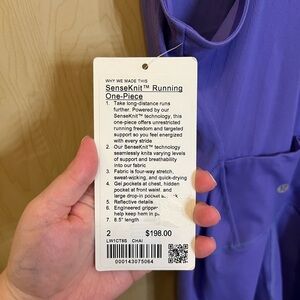 WHY WE MADE THIS
SenseKnit™ Running
One-Piece
1. Take long-distance runs
further. Powered by our
SenseKnit™ technology, this
one-piece offers unrestricted
running freedom and targeted
support so you feel energized
with every stride
2. Our SenseKnit™ technology
seamlessly knits varying levels
of support and breathability
into our fabric
3. Fabric is four-way stretch,
sweat-wicking, and quick-drying
4. Gel pockets at chest, hidden
pocket at front waist, and
large drop-in pocket
5. Reflective details
6. Engineered gripper
help keep hem in
7. 8.5" length
2 $198.00
LW1CT6S CHAI
000143075064